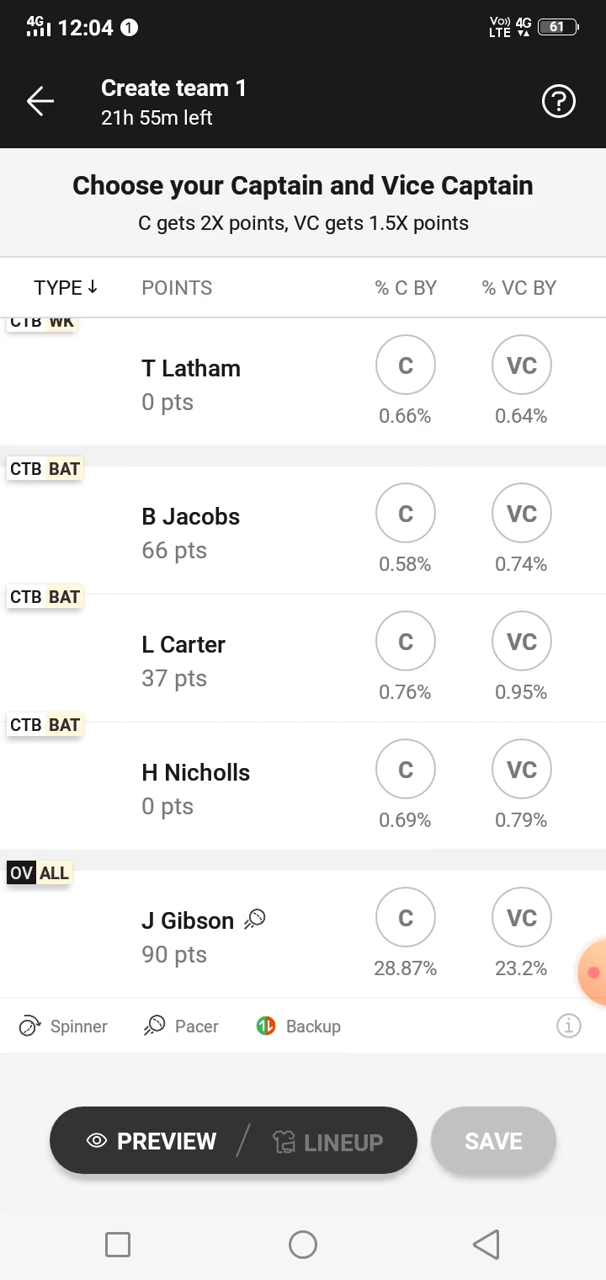 4G 12:04 1 Vo)) LTE 4G 61
Create team 1
21h 55m left
?
Choose your Captain and Vice Captain
C gets 2X points, VC gets 1.5X points
TYPE ↓ POINTS % C BY % VC BY
CTB WK
T Latham C VC
0 pts 0.66% 0.64%
CTB BAT
B Jacobs C VC
66 pts 0.58% 0.74%
CTB BAT
L Carter C VC
37 pts 0.76% 0.95%
CTB BAT
H Nicholls C VC
0 pts 0.69% 0.79%
OV ALL
J Gibson C VC
90 pts 28.87% 23.2%
Spinner Pacer Backup i
PREVIEW / LINEUP SAVE